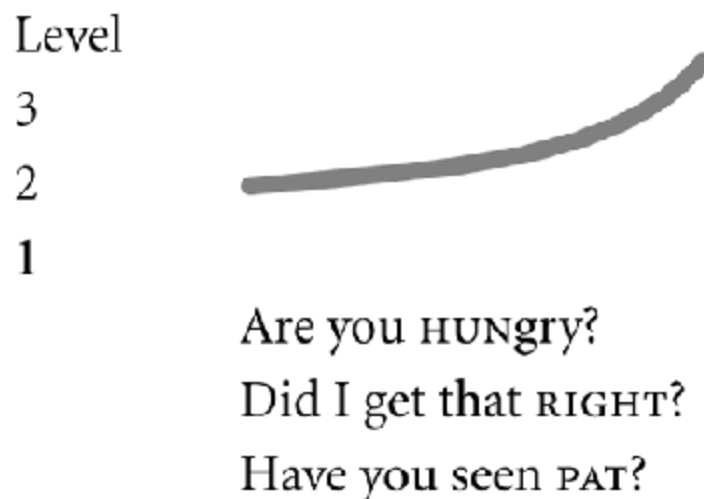 Level
3
2
1
Are you HUNgry?
Did I get that RIGHT?
Have you seen PAT?